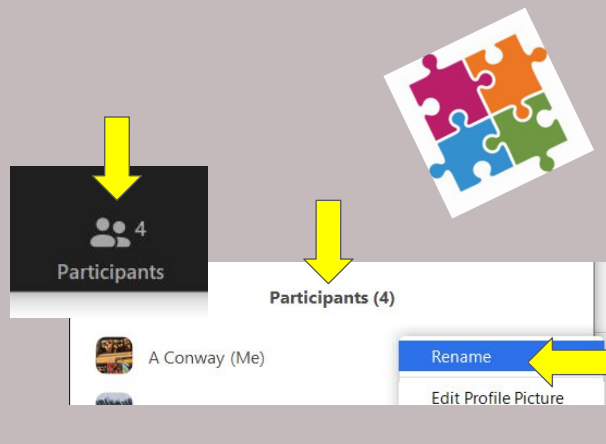 4
Participants
Participants (4)
A Conway (Me)
Rename
Edit Profile Picture